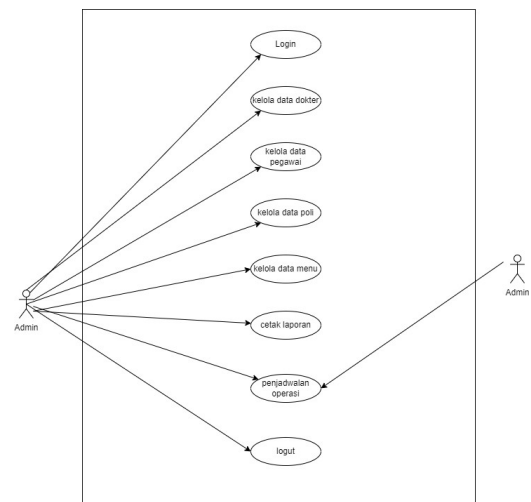 Login
kelola data dokter
kelola data
pegawai
kelola data poli
kelola data menu
cetak laporan
penjadwalan
operasi
logut
Admin
Admin